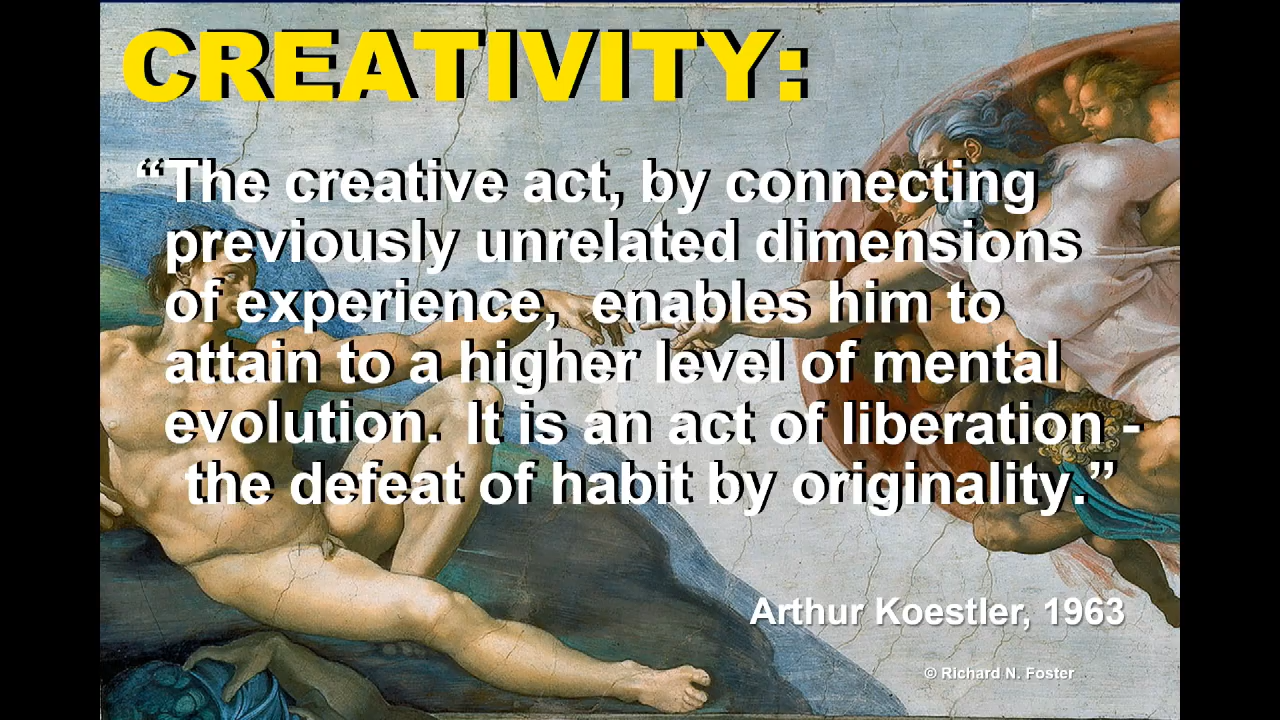 CREATIVITY:
“The creative act, by connecting
previously unrelated dimensions
of experience, enables him to
attain to a higher level of mental
evolution. It is an act of liberation -
the defeat of habit by originality.”
Arthur Koestler, 1963
© Richard N. Foster